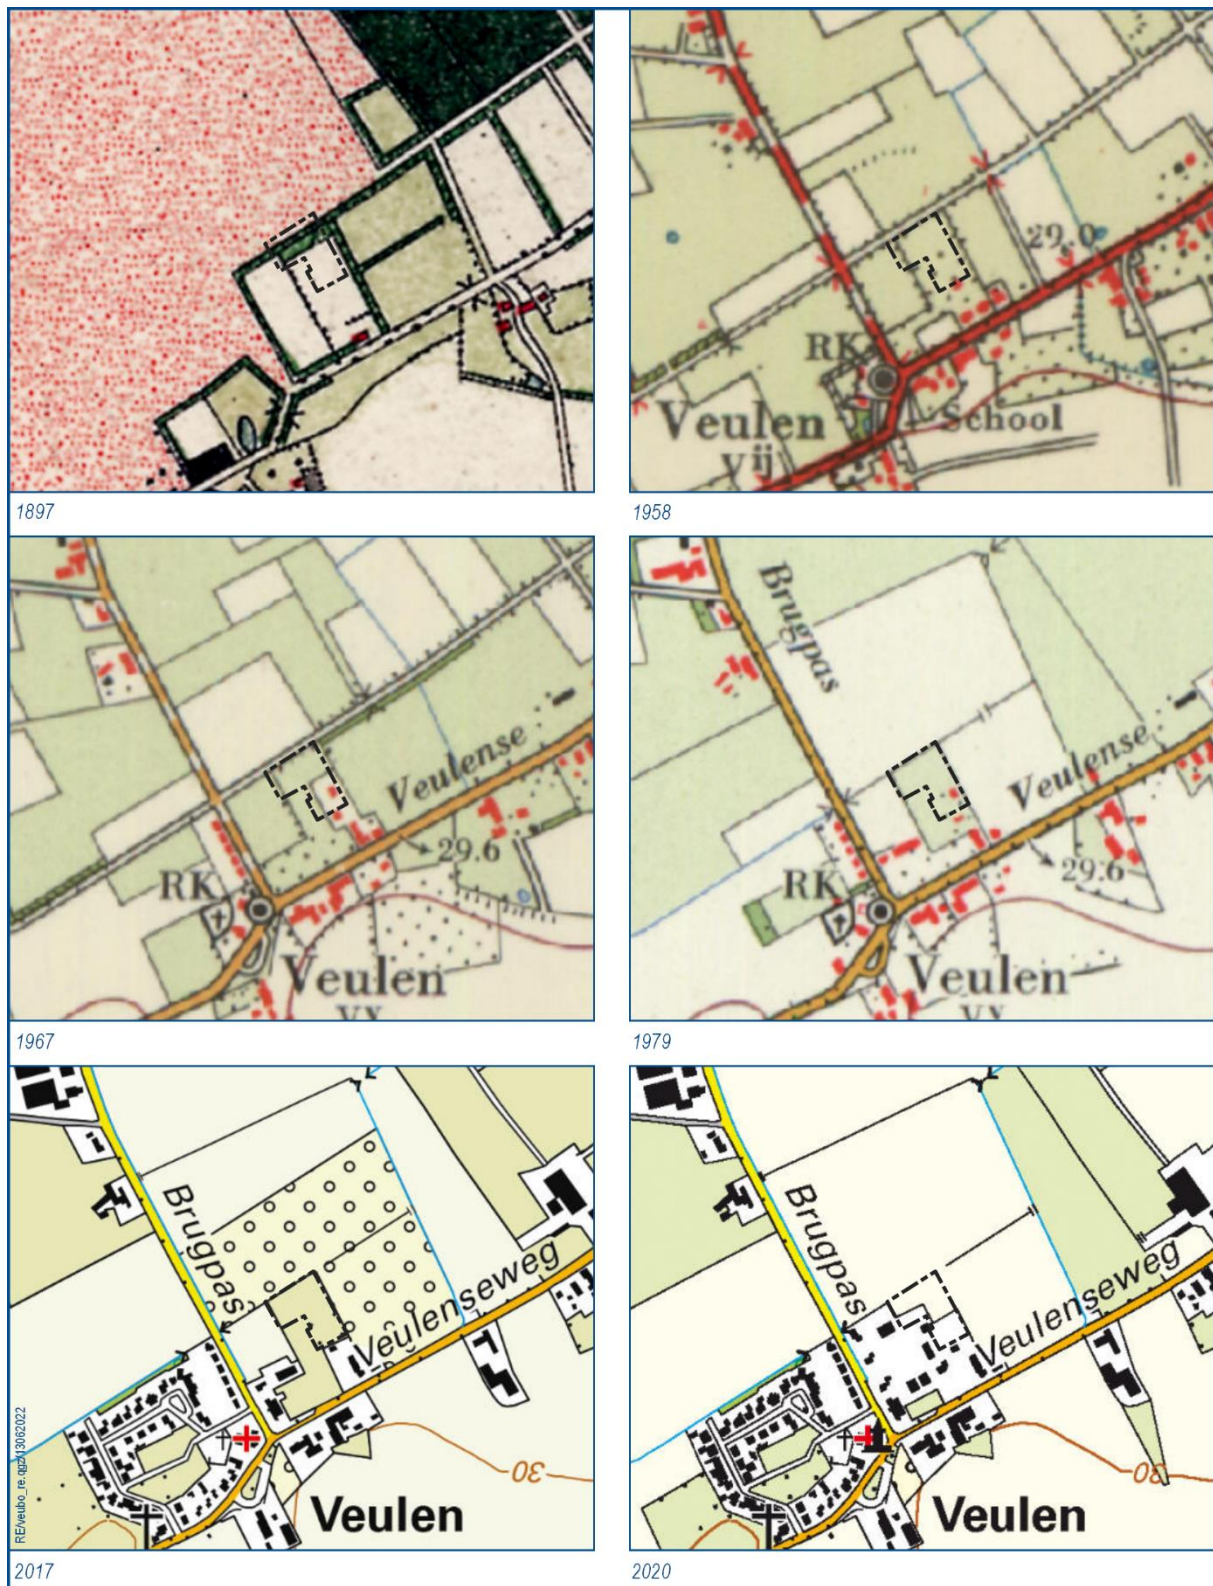 29.0
RK
Veulen
School
Vij
1897
1958
Brugpas
Veulense
29.6
RK
Veulen
Veulense
29.6
RK
Veulen
1967
1979
Brugpas
Veulenseweg
30
Veulen
RE/veubo_re.qgz/13062022
Brugpas
Veulenseweg
30
Veulen
2017
2020